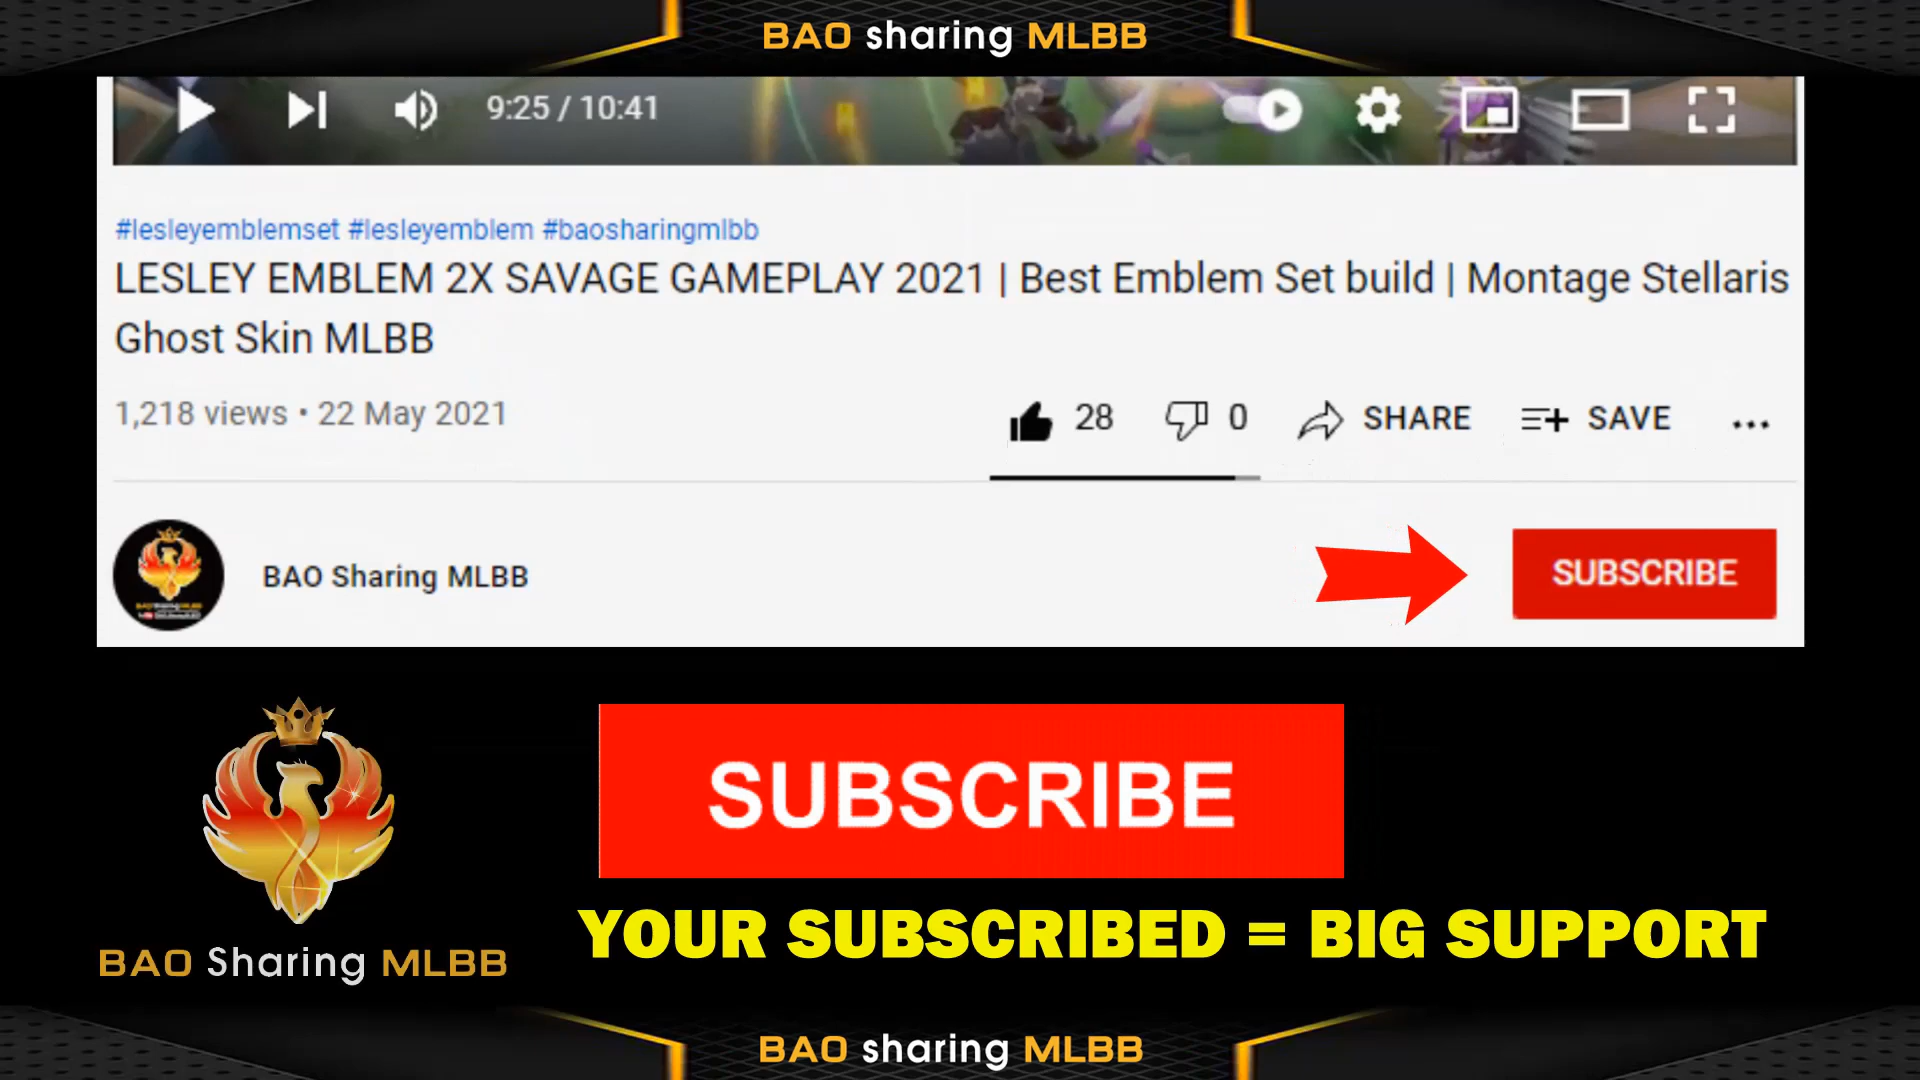 BAO sharing MLBB
9:25 / 10:41
#lesleyemblemset #lesleyemblem #baosharingmlbb
LESLEY EMBLEM 2X SAVAGE GAMEPLAY 2021 | Best Emblem Set build | Montage Stellaris
Ghost Skin MLBB
1,218 views • 22 May 2021
28 0 SHARE SAVE ...
BAO Sharing MLBB
SUBSCRIBE
SUBSCRIBE
YOUR SUBSCRIBED = BIG SUPPORT
BAO Sharing MLBB
BAO sharing MLBB